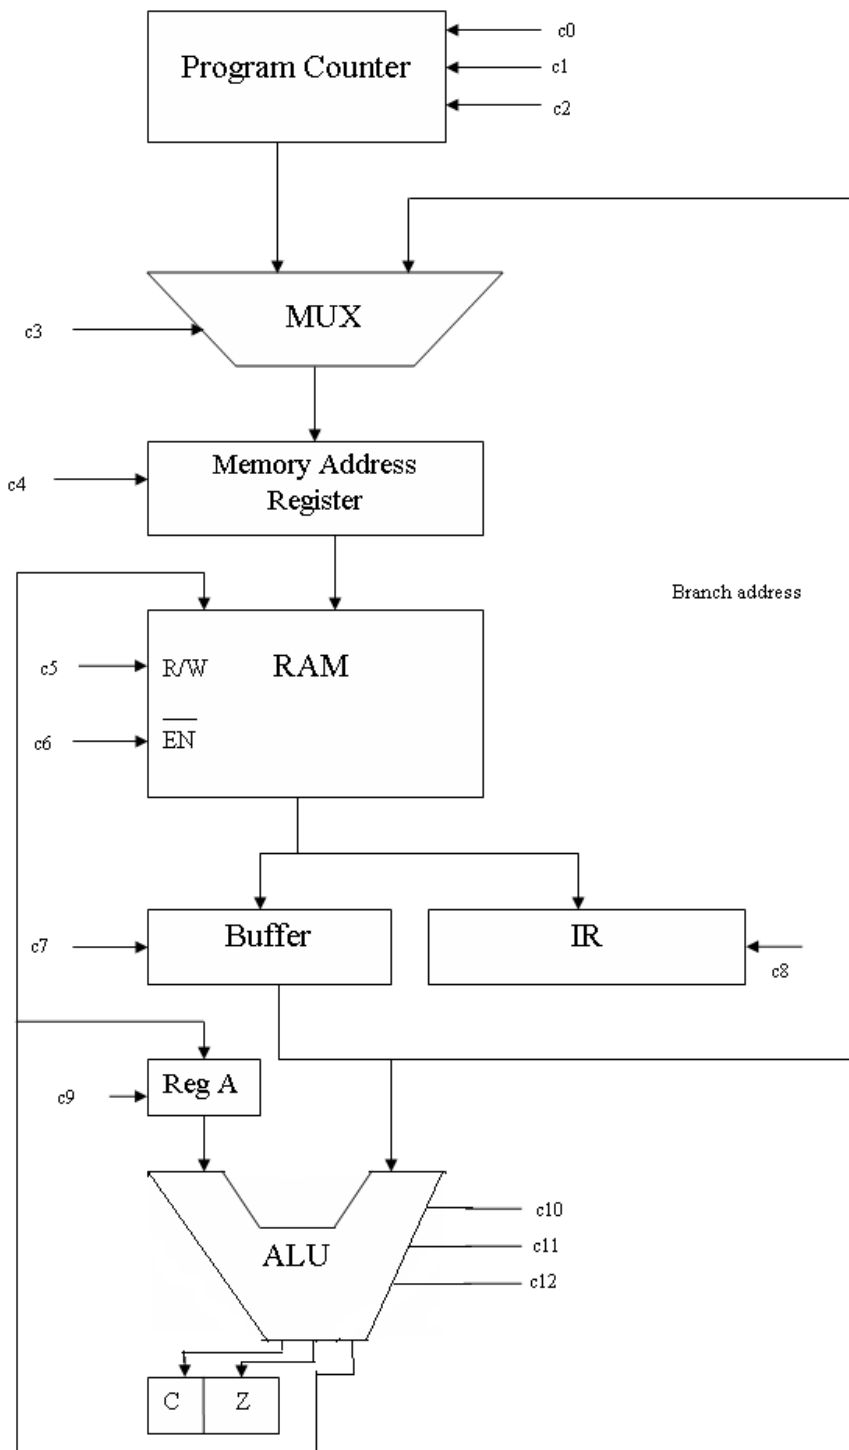 Program Counter
c0
c1
c2
MUX
c3
Memory Address
Register
c4
Branch address
RAM
c5
R/W
c6
EN
Buffer
IR
c7
c8
Reg A
c9
c10
ALU
c11
c12
C
Z